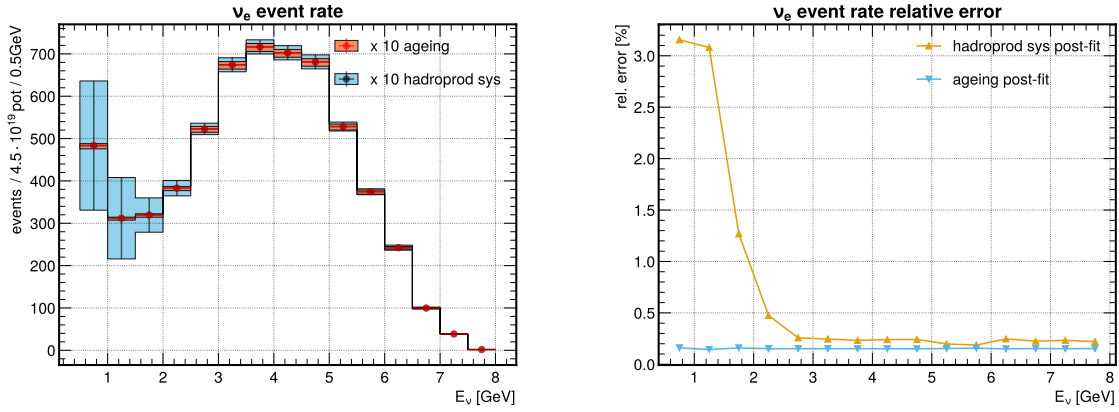 νe event rate
events / 4.5 · 10^19 pot / 0.5GeV
700
600
500
400
300
200
100
0
x 10 ageing
x 10 hadroprod sys
1 2 3 4 5 6 7 8
Eν [GeV]
νe event rate relative error
rel. error [%]
3.0
2.5
2.0
1.5
1.0
0.5
0.0
hadroprod sys post-fit
ageing post-fit
1 2 3 4 5 6 7 8
Eν [GeV]